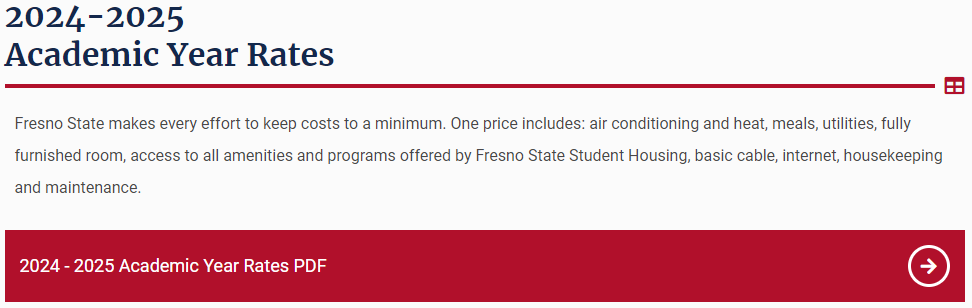 2024-2025
Academic Year Rates
Fresno State makes every effort to keep costs to a minimum. One price includes: air conditioning and heat, meals, utilities, fully
furnished room, access to all amenities and programs offered by Fresno State Student Housing, basic cable, internet, housekeeping
and maintenance.
2024 - 2025 Academic Year Rates PDF